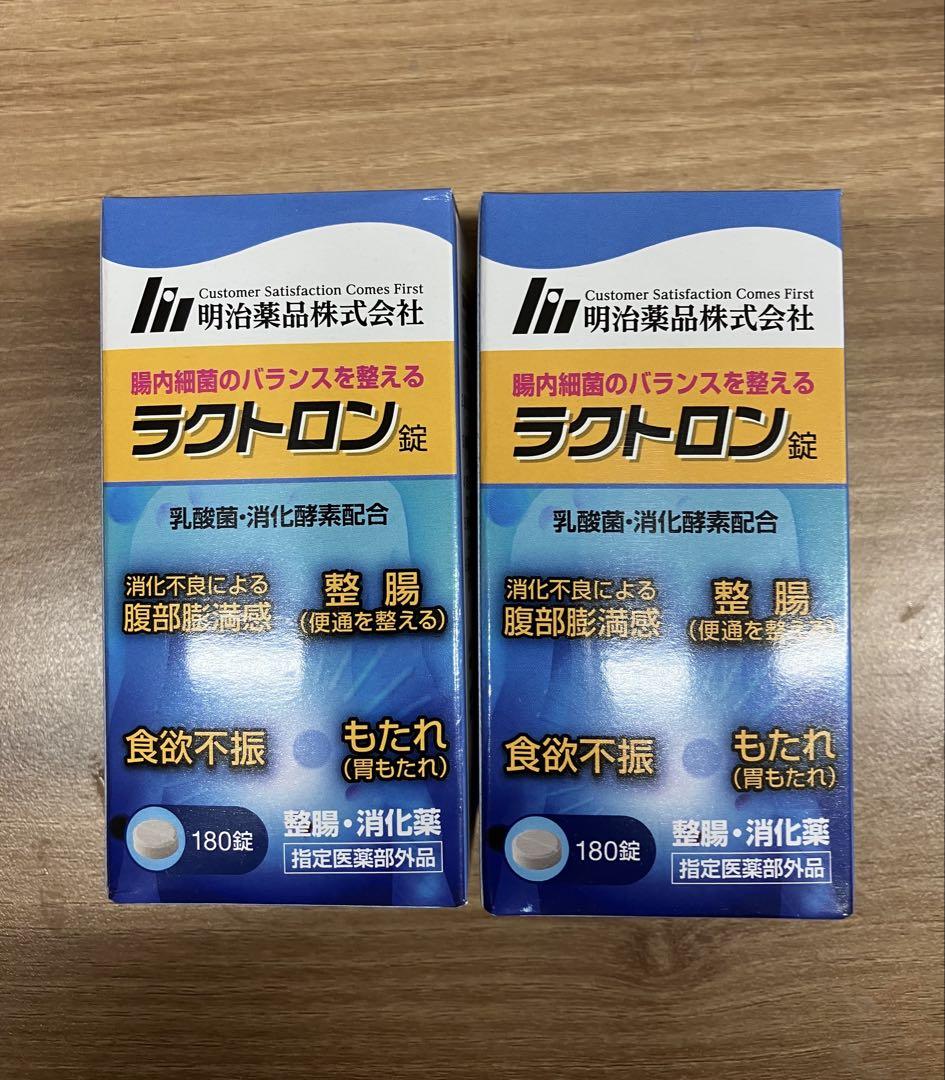 Customer Satisfaction Comes First
明治薬品株式会社
腸内細菌のバランスを整える
ラクトロン錠
乳酸菌・消化酵素配合
消化不良による
腹部膨満感
整腸
(便通を整える)
食欲不振
もたれ
(胃もたれ)
180錠
整腸・消化薬
指定医薬部外品
Customer Satisfaction Comes First
明治薬品株式会社
腸内細菌のバランスを整える
ラクトロン錠
乳酸菌・消化酵素配合
消化不良による
腹部膨満感
整腸
(便通を整える)
食欲不振
もたれ
(胃もたれ)
180錠
整腸・消化薬
指定医薬部外品